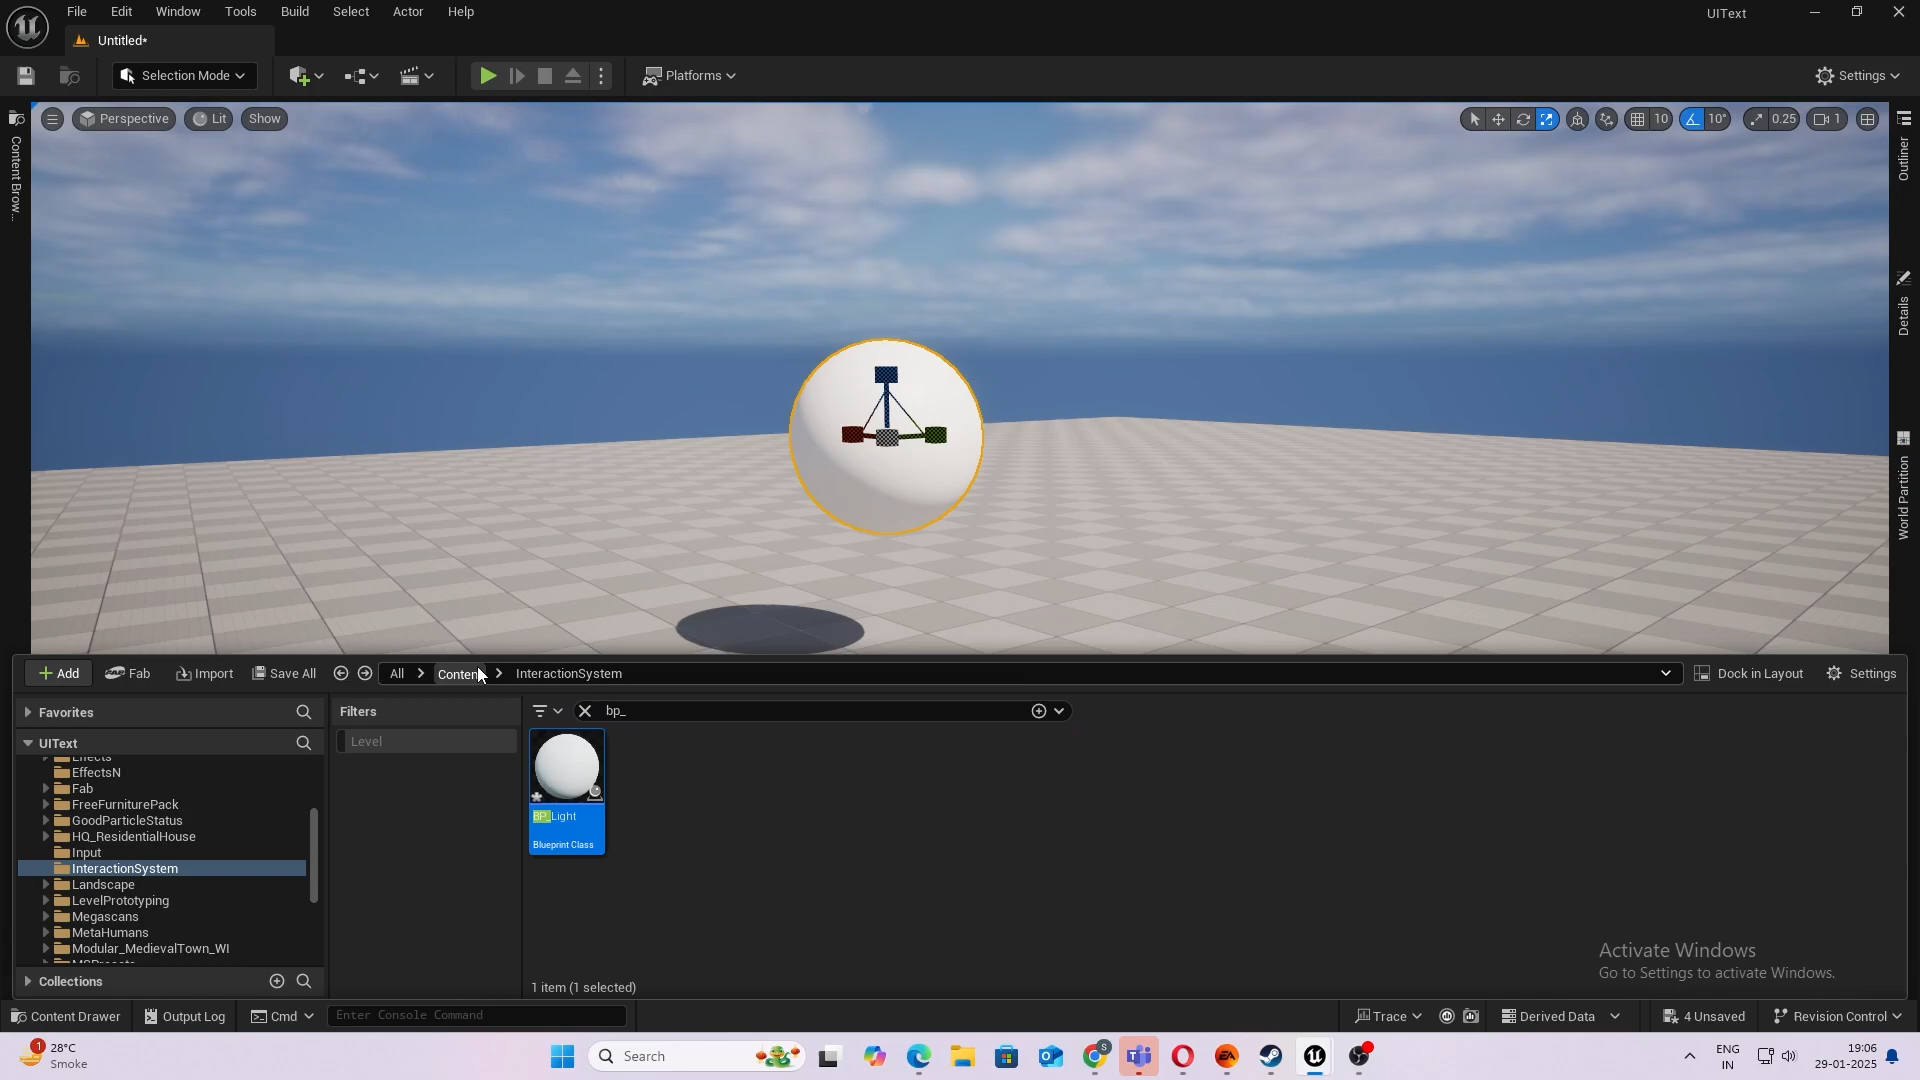 File Edit Window Tools Build Select Actor Help
UIText
Untitled*
Selection Mode
Platforms
Settings
Perspective
Lit
Show
10
10°
0.25
1
Content Brow...
Outliner
Details
World Partition
Add
Fab
Import
Save All
All
Content
InteractionSystem
Dock in Layout
Settings
Favorites
Filters
bp_
UIText
Level
Effects
EffectsN
Fab
FreeFurniturePack
GoodParticleStatus
HQ_ResidentialHouse
Input
InteractionSystem
Landscape
LevelPrototyping
Megascans
MetaHumans
Modular_MedievalTown_WI
MSPresets
BP_Light
Blueprint Class
Activate Windows
Go to Settings to activate Windows.
Collections
1 item (1 selected)
Content Drawer
Output Log
Cmd
Enter Console Command
Trace
Derived Data
4 Unsaved
Revision Control
1
28°C
Smoke
Search
S
ENG
IN
19:06
29-01-2025